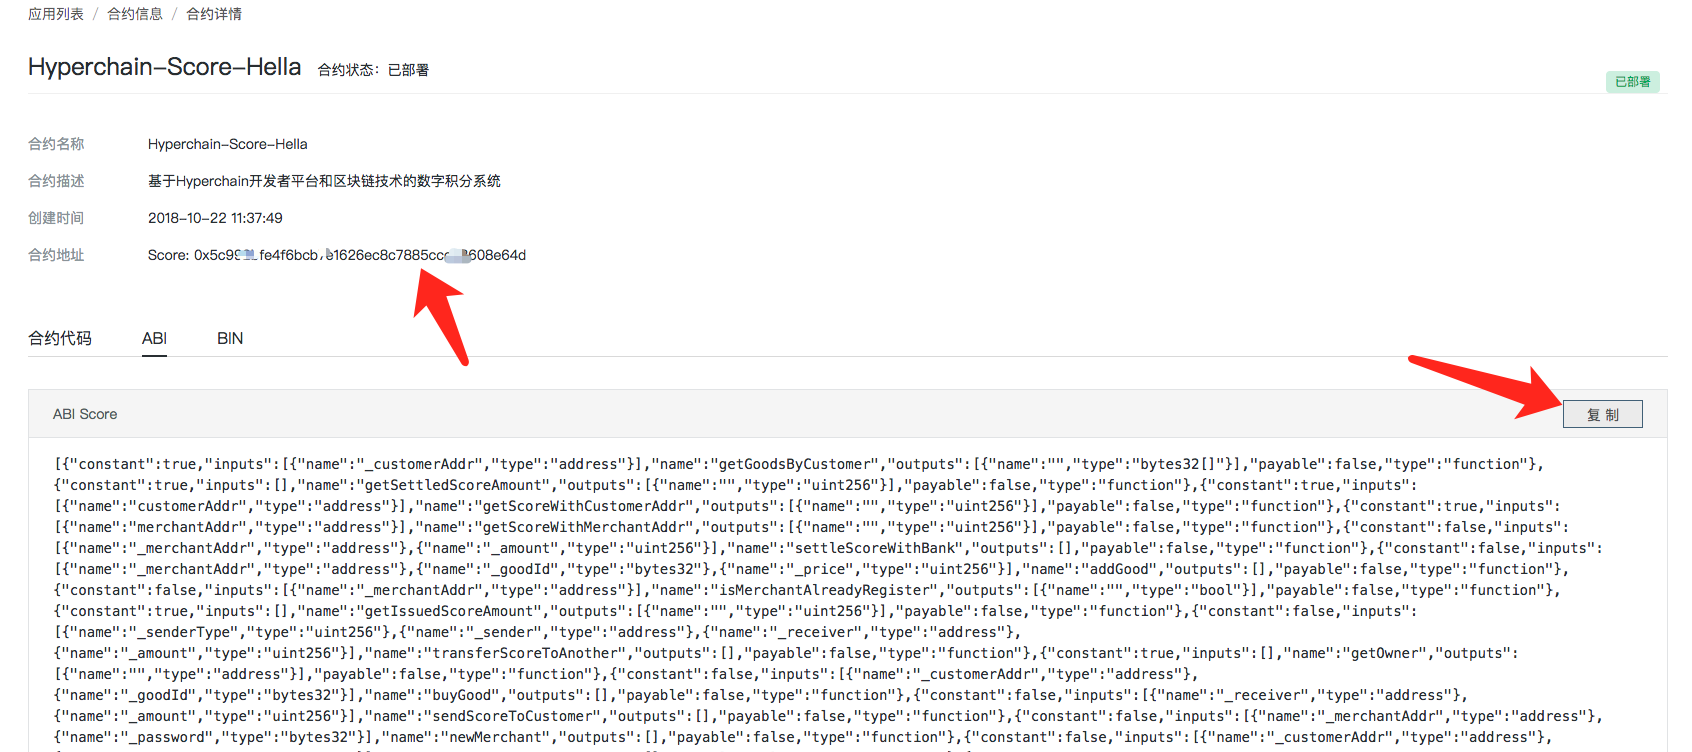 应用列表 / 合约信息 / 合约详情
Hyperchain-Score-Hella 合约状态：已部署
已部署
合约名称 Hyperchain-Score-Hella
合约描述 基于Hyperchain开发者平台和区块链技术的数字积分系统
创建时间 2018-10-22 11:37:49
合约地址 Score:
合约代码 ABI BIN
ABI Score 复 制
[{"constant":true,"inputs":[{"name":"_customerAddr","type":"address"}],"name":"getGoodsByCustomer","outputs":[{"name":"","type":"bytes32[]"}],"payable":false,"type":"function"},
{"constant":true,"inputs":[],"name":"getSettledScoreAmount","outputs":[{"name":"","type":"uint256"}],"payable":false,"type":"function"},{"constant":true,"inputs":
[{"name":"customerAddr","type":"address"}],"name":"getScoreWithCustomerAddr","outputs":[{"name":"","type":"uint256"}],"payable":false,"type":"function"},{"constant":true,"inputs":
[{"name":"merchantAddr","type":"address"}],"name":"getScoreWithMerchantAddr","outputs":[{"name":"","type":"uint256"}],"payable":false,"type":"function"},{"constant":false,"inputs":
[{"name":"_merchantAddr","type":"address"},{"name":"_amount","type":"uint256"}],"name":"settleScoreWithBank","outputs":[],"payable":false,"type":"function"},{"constant":false,"inputs":
[{"name":"_merchantAddr","type":"address"},{"name":"_goodId","type":"bytes32"},{"name":"_price","type":"uint256"}],"name":"addGood","outputs":[],"payable":false,"type":"function"},
{"constant":false,"inputs":[{"name":"_merchantAddr","type":"address"}],"name":"isMerchantAlreadyRegister","outputs":[{"name":"","type":"bool"}],"payable":false,"type":"function"},
{"constant":true,"inputs":[],"name":"getIssuedScoreAmount","outputs":[{"name":"","type":"uint256"}],"payable":false,"type":"function"},{"constant":false,"inputs":
[{"name":"_senderType","type":"uint256"},{"name":"_sender","type":"address"},{"name":"_receiver","type":"address"},
{"name":"_amount","type":"uint256"}],"name":"transferScoreToAnother","outputs":[],"payable":false,"type":"function"},{"constant":true,"inputs":[],"name":"getOwner","outputs":
[{"name":"","type":"address"}],"payable":false,"type":"function"},{"constant":false,"inputs":[{"name":"_customerAddr","type":"address"},
{"name":"_goodId","type":"bytes32"}],"name":"buyGood","outputs":[],"payable":false,"type":"function"},{"constant":false,"inputs":[{"name":"_receiver","type":"address"},
{"name":"_amount","type":"uint256"}],"name":"sendScoreToCustomer","outputs":[],"payable":false,"type":"function"},{"constant":false,"inputs":[{"name":"_merchantAddr","type":"address"},
{"name":"_password","type":"bytes32"}],"name":"newMerchant","outputs":[],"payable":false,"type":"function"},{"constant":false,"inputs":[{"name":"_customerAddr","type":"address"},